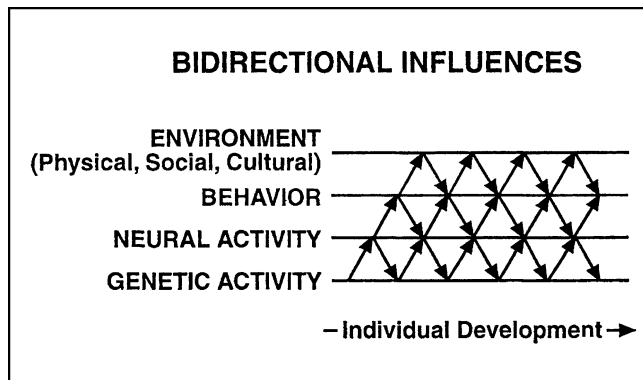 BIDIRECTIONAL INFLUENCES
ENVIRONMENT
(Physical, Social, Cultural)
BEHAVIOR
NEURAL ACTIVITY
GENETIC ACTIVITY
Individual Development